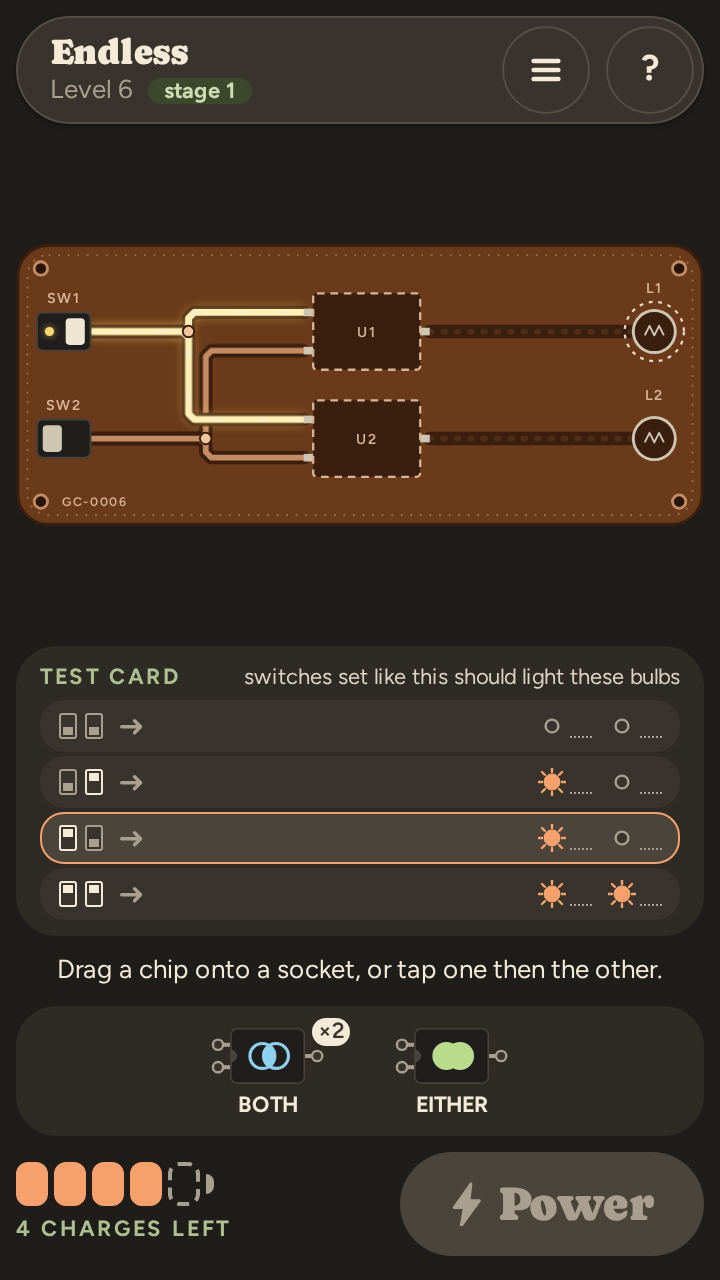 Endless
Level 6 stage 1
?
SW1
L1
U1
SW2
L2
U2
GC-0006
TEST CARD switches set like this should light these bulbs
Drag a chip onto a socket, or tap one then the other.
×2
BOTH EITHER
4 CHARGES LEFT
Power